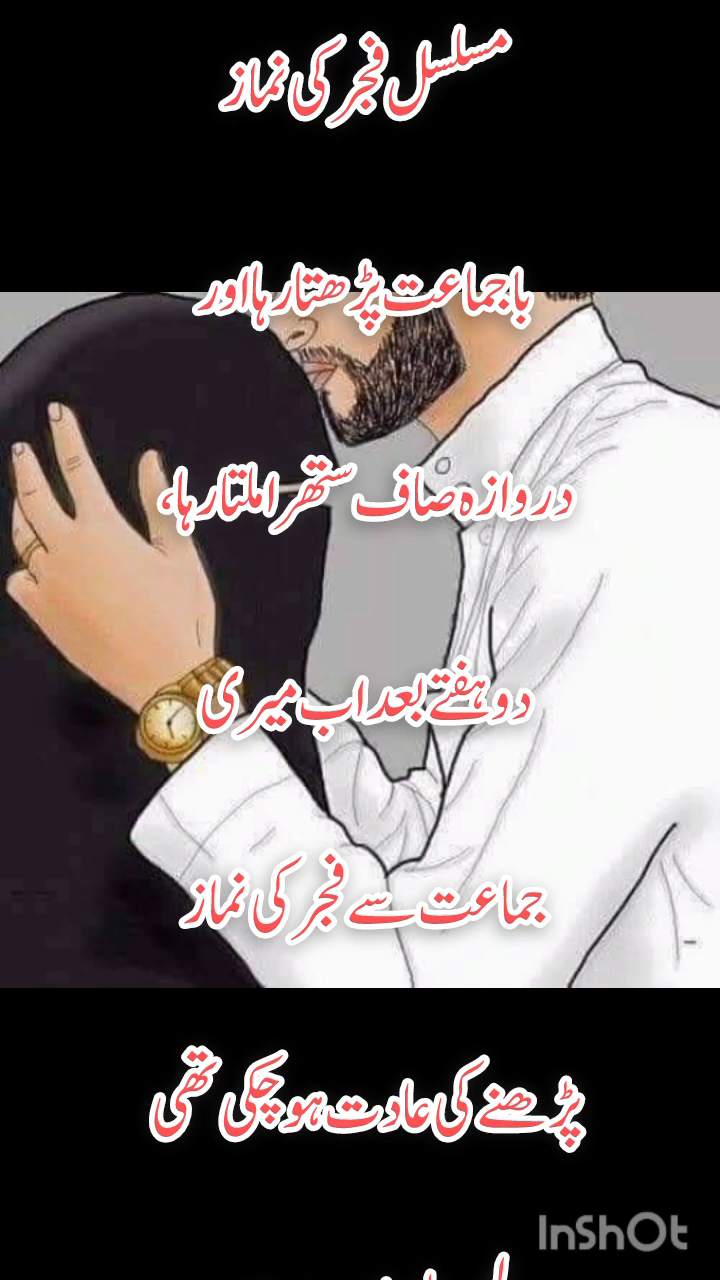 مسلسل فجر کی نماز
باجماعت پڑھتا رہا اور
دروازہ صاف ستھرا ملتا رہا،
دو ہفتے بعد اب میری
جماعت سے فجر کی نماز
پڑھنے کی عادت ہو چکی تھی
InShOt